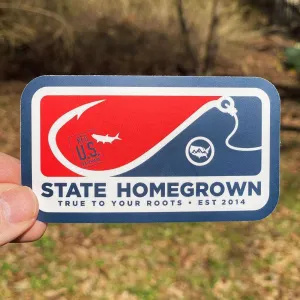 U.S.
STATE HOMEGROWN
TRUE TO YOUR ROOTS • EST 2014